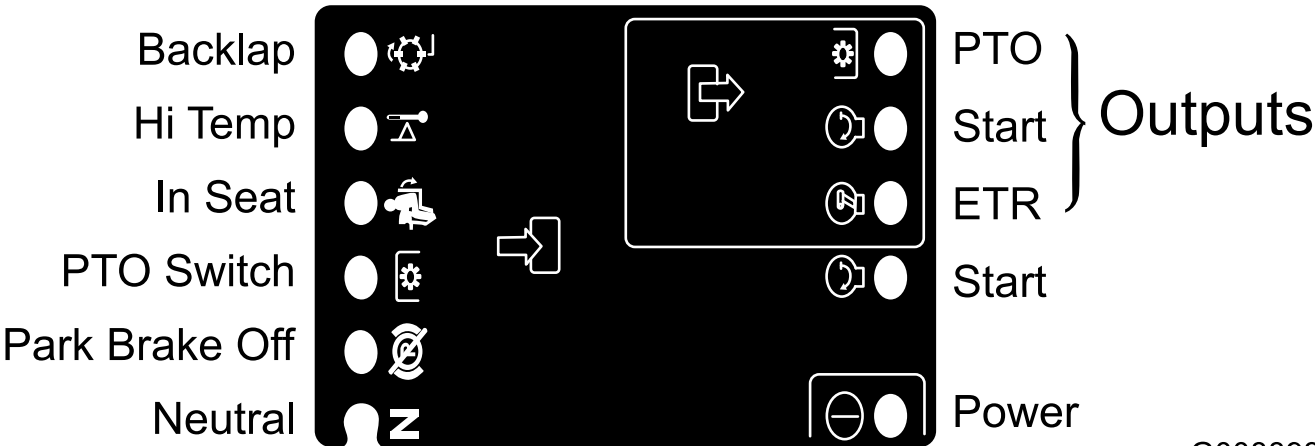 Backlap
Hi Temp
In Seat
PTO Switch
Park Brake Off
Neutral
N
PTO
Start
ETR
Outputs
Start
Power